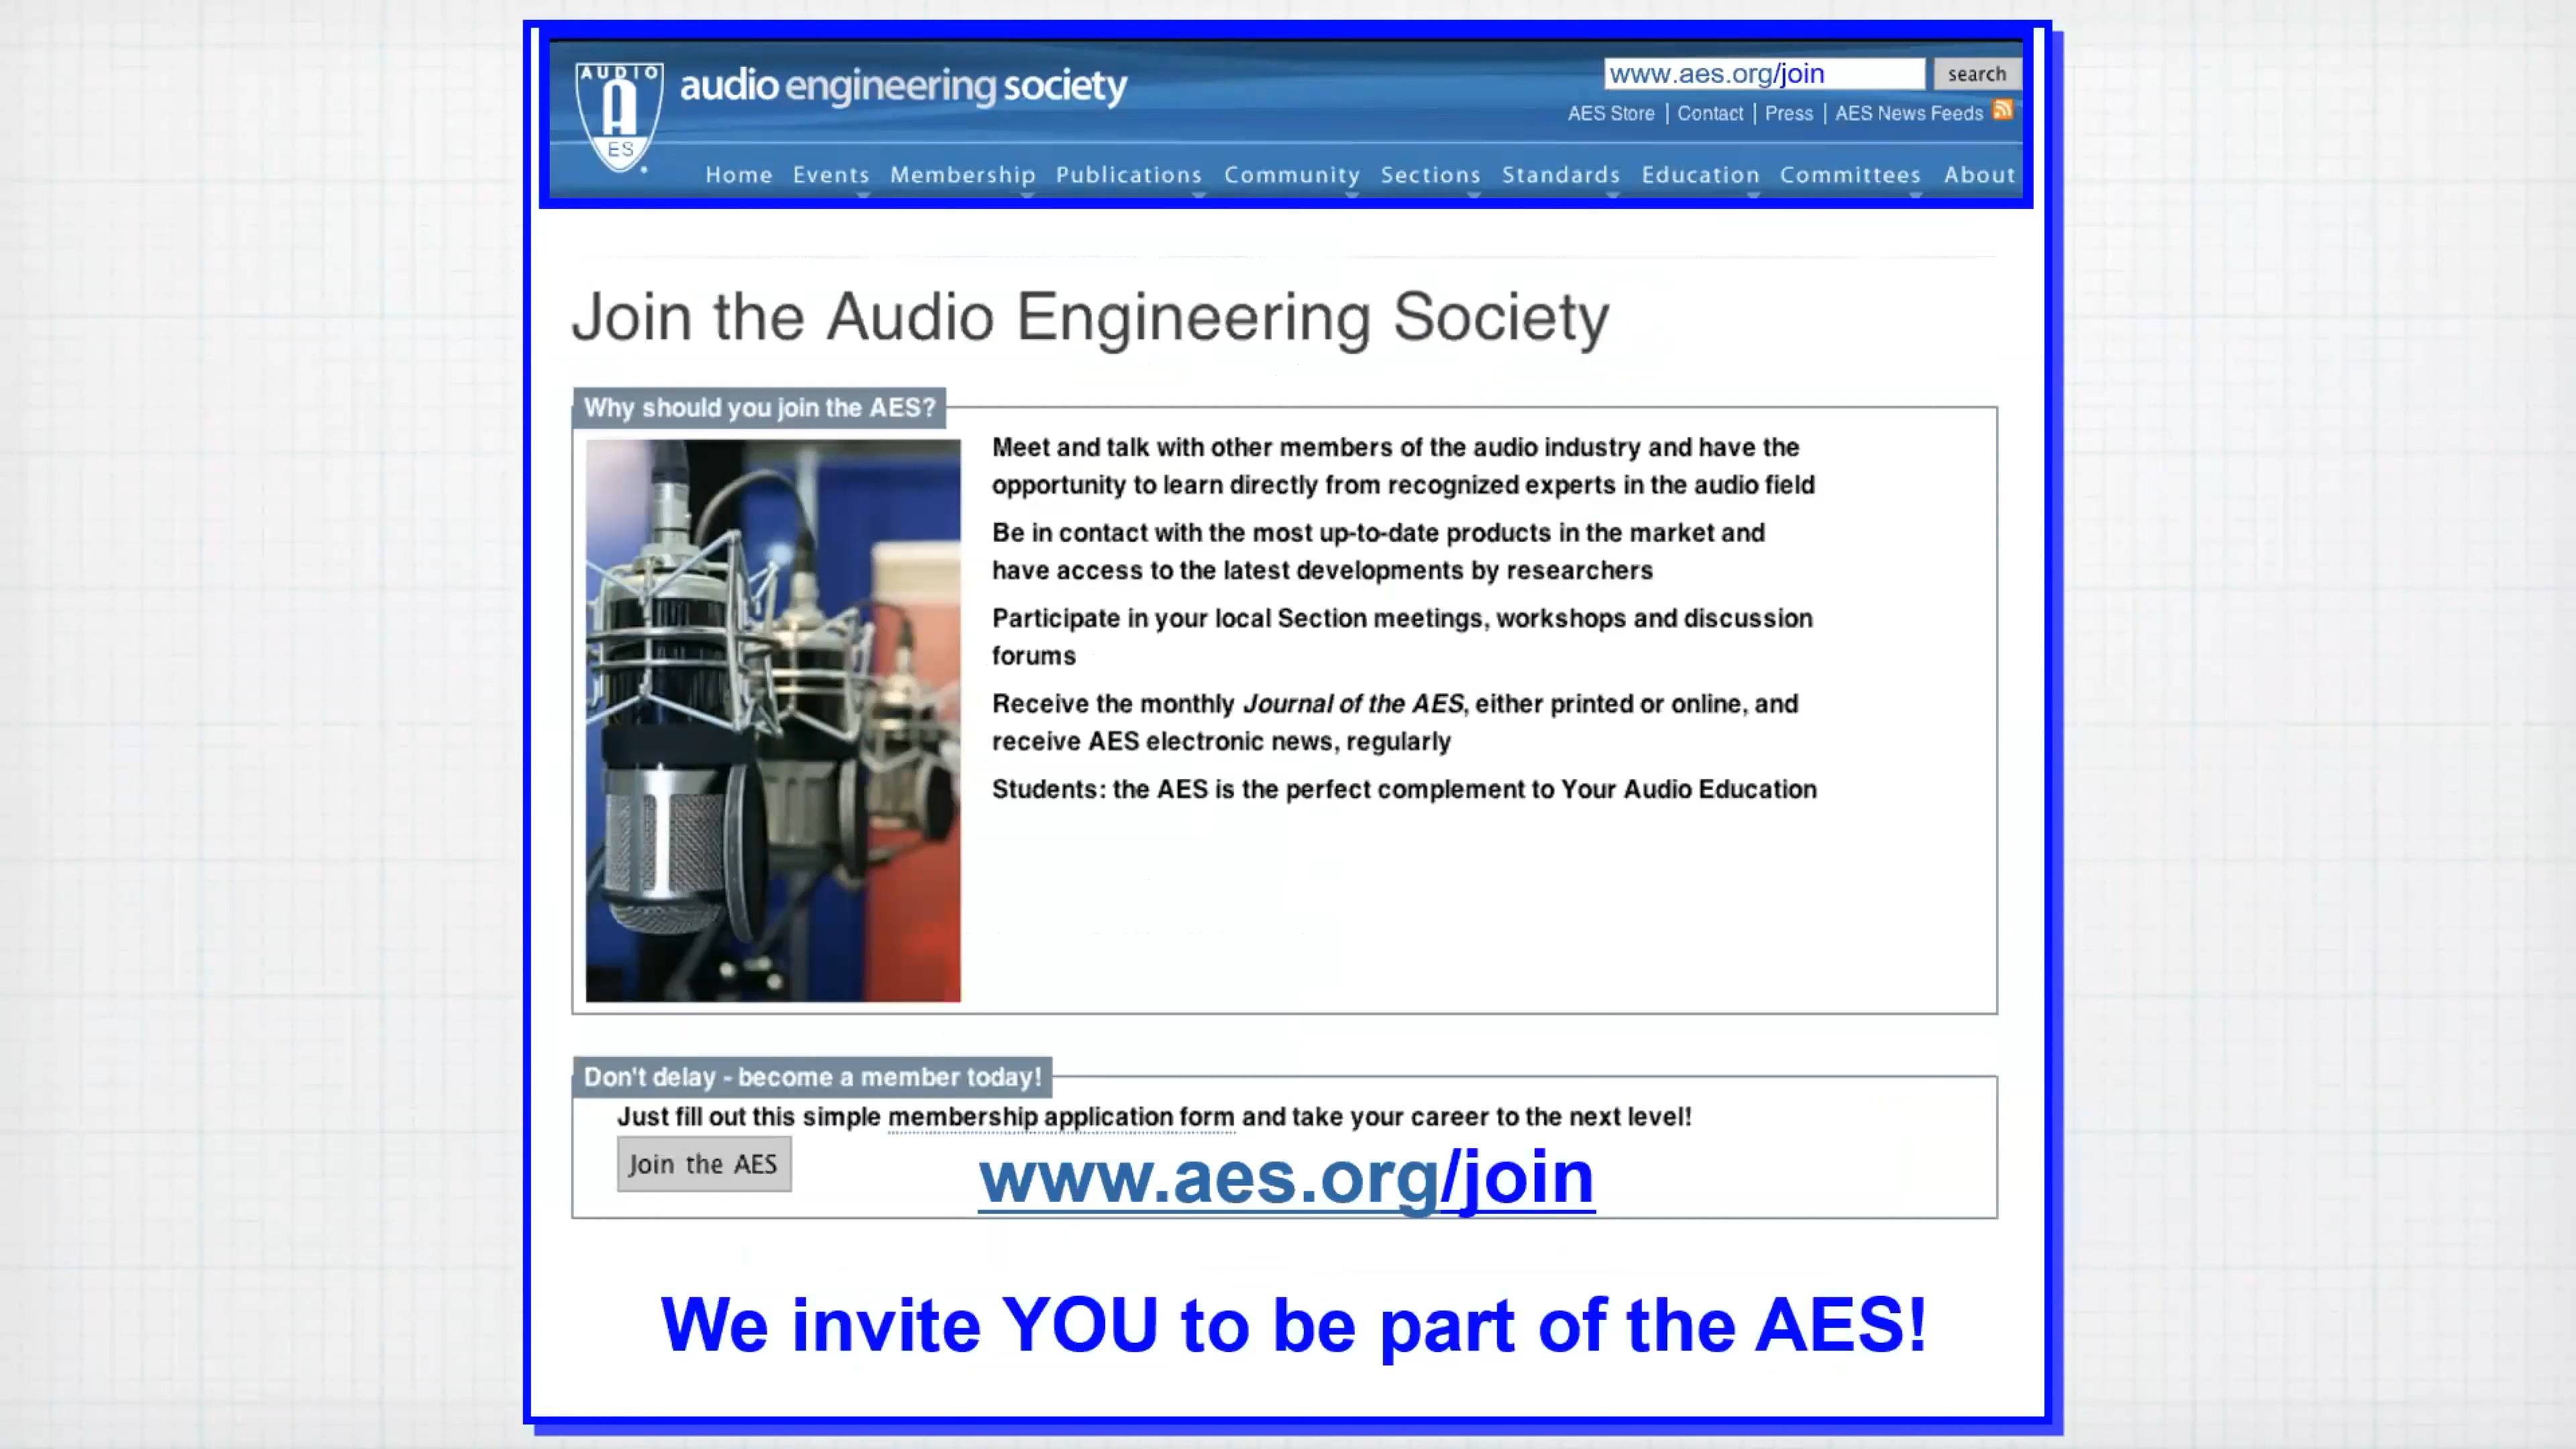 AUDIO
A
ES
audio engineering society
www.aes.org/join
search
AES Store | Contact | Press | AES News Feeds
Home Events Membership Publications Community Sections Standards Education Committees About
Join the Audio Engineering Society
Why should you join the AES?
Meet and talk with other members of the audio industry and have the
opportunity to learn directly from recognized experts in the audio field
Be in contact with the most up-to-date products in the market and
have access to the latest developments by researchers
Participate in your local Section meetings, workshops and discussion
forums
Receive the monthly Journal of the AES, either printed or online, and
receive AES electronic news, regularly
Students: the AES is the perfect complement to Your Audio Education
Don't delay - become a member today!
Just fill out this simple membership application form and take your career to the next level!
Join the AES
www.aes.org/join
We invite YOU to be part of the AES!